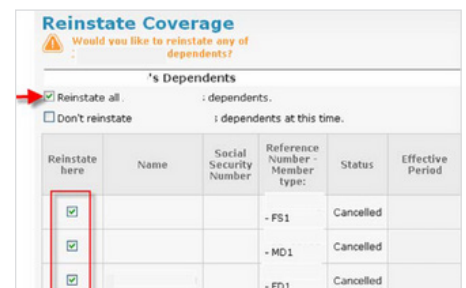 Reinstate Coverage
Would you like to reinstate any of
: dependents?
's Dependents
Reinstate all : dependents.
Don't reinstate : dependents at this time.
Reinstate here
Name
Social Security Number
Reference Number - Member type:
Status
Effective Period
- FS1 Cancelled
- MD1 Cancelled
- FD1 Cancelled